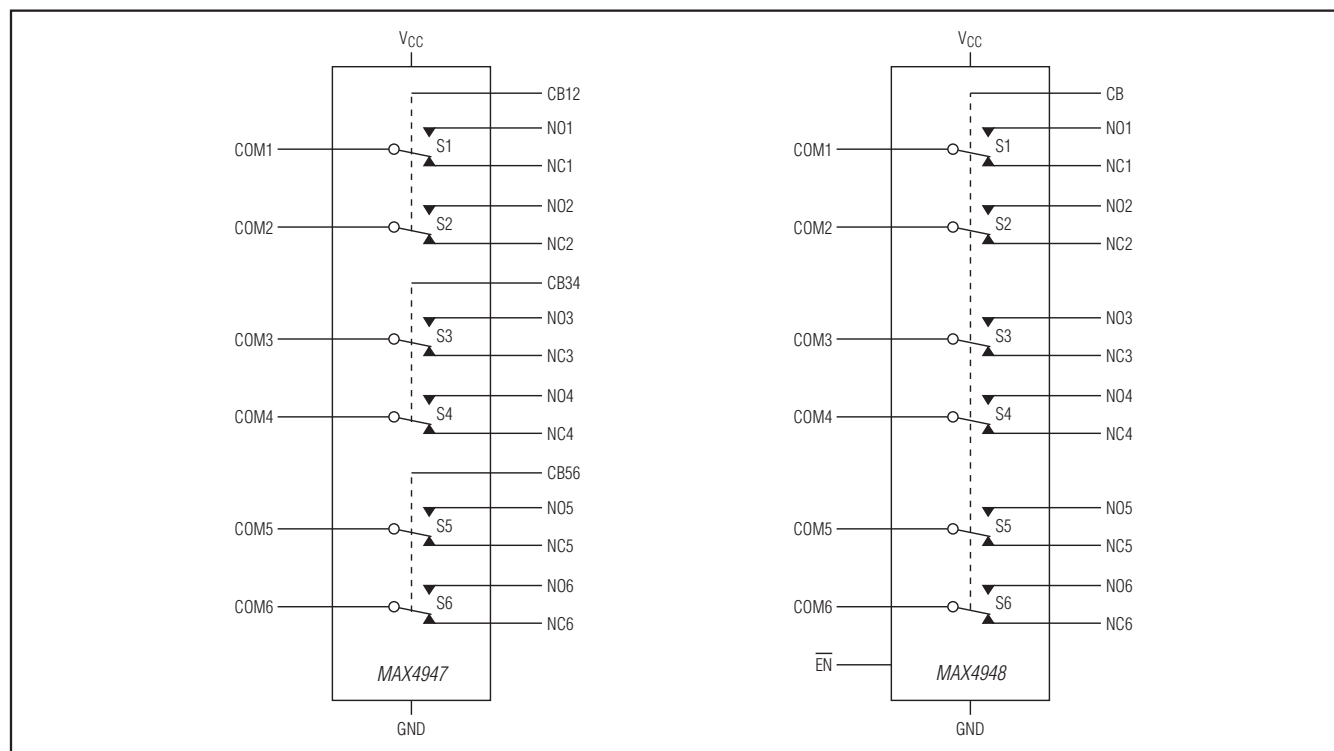 VCC
CB12
NO1
COM1
S1
NC1
NO2
COM2
S2
NC2
CB34
NO3
COM3
S3
NC3
NO4
COM4
S4
NC4
CB56
NO5
COM5
S5
NC5
NO6
COM6
S6
NC6
MAX4947
GND
VCC
CB
NO1
COM1
S1
NC1
NO2
COM2
S2
NC2
NO3
COM3
S3
NC3
NO4
COM4
S4
NC4
NO5
COM5
S5
NC5
NO6
COM6
S6
NC6
E̅N̅
MAX4948
GND